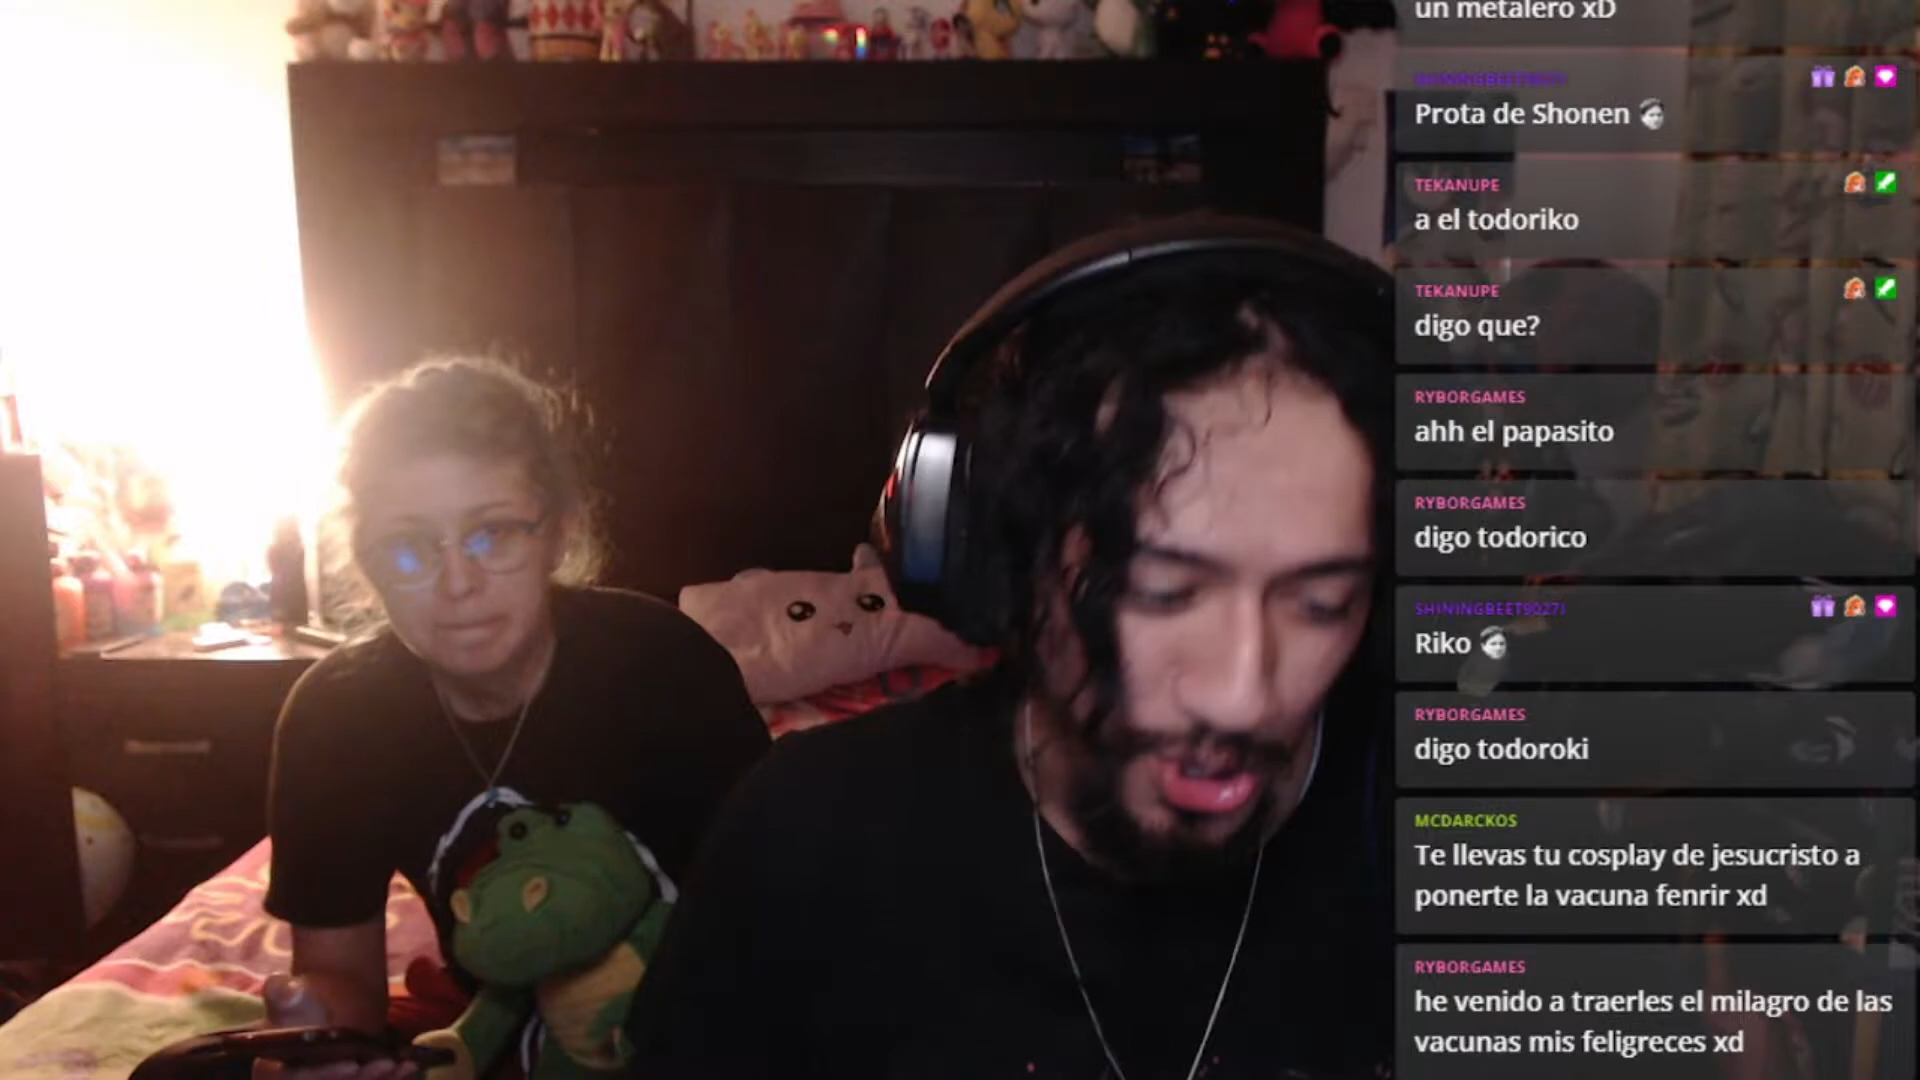 un metalero xD
Prota de Shonen
TEKANUPE
a el todoriko
TEKANUPE
digo que?
RYBORGAMES
ahh el papasito
RYBORGAMES
digo todorico
SHININGBEET90271
Riko
RYBORGAMES
digo todoroki
MCDARCKOS
Te llevas tu cosplay de jesucristo a
ponerte la vacuna fenrir xd
RYBORGAMES
he venido a traerles el milagro de las
vacunas mis feligreces xd